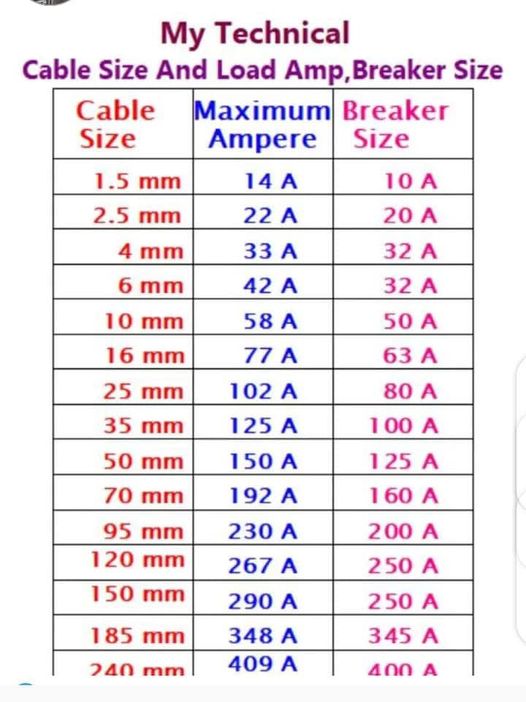 My Technical
Cable Size And Load Amp,Breaker Size
Cable Size Maximum Ampere Breaker Size
1.5 mm 14 A 10 A
2.5 mm 22 A 20 A
4 mm 33 A 32 A
6 mm 42 A 32 A
10 mm 58 A 50 A
16 mm 77 A 63 A
25 mm 102 A 80 A
35 mm 125 A 100 A
50 mm 150 A 125 A
70 mm 192 A 160 A
95 mm 230 A 200 A
120 mm 267 A 250 A
150 mm 290 A 250 A
185 mm 348 A 345 A
240 mm 409 A 400 A